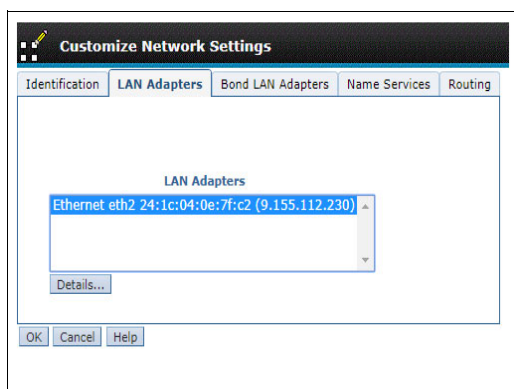 Customize Network Settings
Identification LAN Adapters Bond LAN Adapters Name Services Routing
LAN Adapters
Ethernet eth2 24:1c:04:0e:7f:c2 (9.155.112.230)
Details...
OK Cancel Help